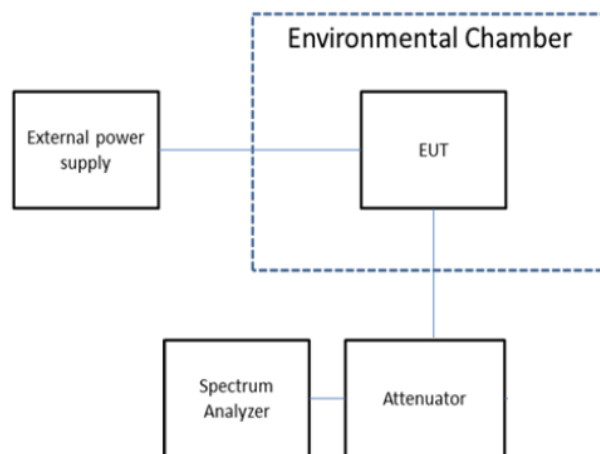 Environmental Chamber
External power
supply
EUT
Spectrum
Analyzer
Attenuator